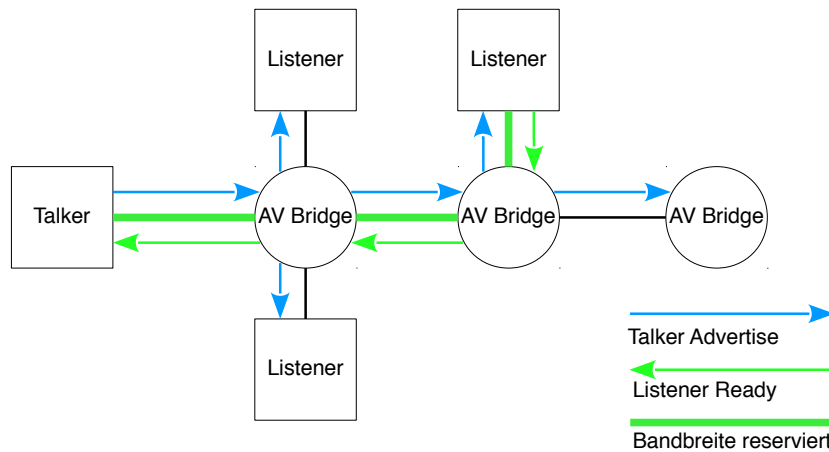 Listener
Listener
Talker
AV Bridge
AV Bridge
AV Bridge
Listener
Talker Advertise
Listener Ready
Bandbreite reserviert